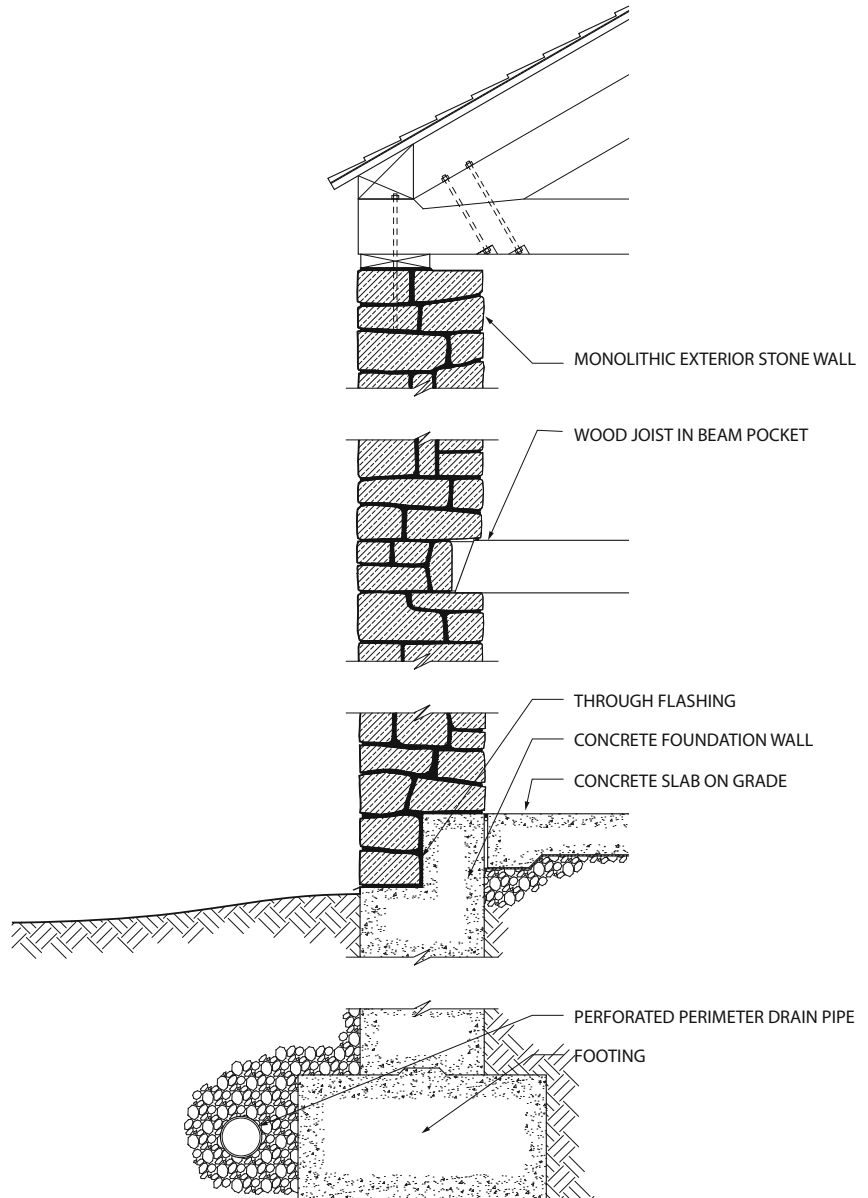 MONOLITHIC EXTERIOR STONE WALL
WOOD JOIST IN BEAM POCKET
THROUGH FLASHING
CONCRETE FOUNDATION WALL
CONCRETE SLAB ON GRADE
PERFORATED PERIMETER DRAIN PIPE
FOOTING